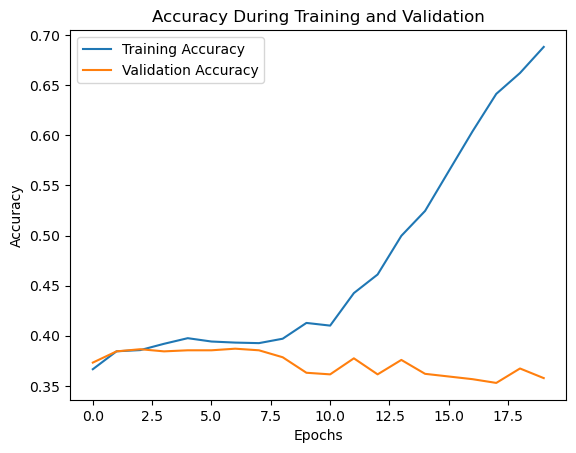 Accuracy During Training and Validation
Training Accuracy
Validation Accuracy
0.70
0.65
0.60
0.55
0.50
0.45
0.40
0.35
Accuracy
0.0 2.5 5.0 7.5 10.0 12.5 15.0 17.5
Epochs